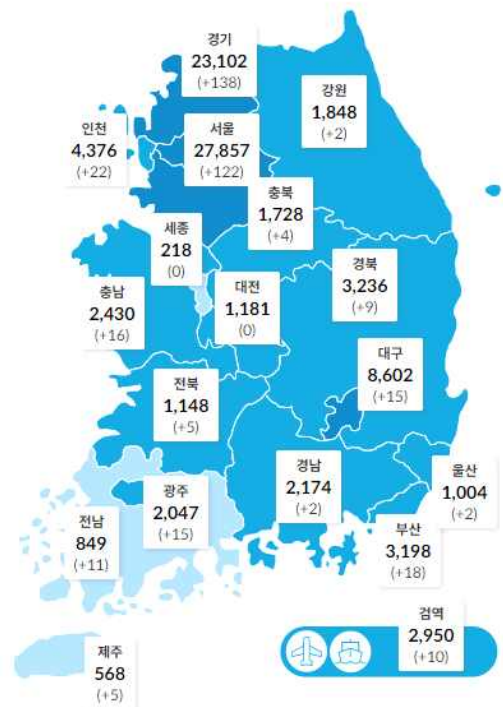 경기
23,102
(+138)
강원
1,848
(+2)
인천
4,376
(+22)
서울
27,857
(+122)
충북
1,728
(+4)
세종
218
(0)
경북
3,236
(+9)
대전
1,181
(0)
충남
2,430
(+16)
대구
8,602
(+15)
전북
1,148
(+5)
경남
2,174
(+2)
울산
1,004
(+2)
광주
2,047
(+15)
전남
849
(+11)
부산
3,198
(+18)
검역
2,950
(+10)
제주
568
(+5)